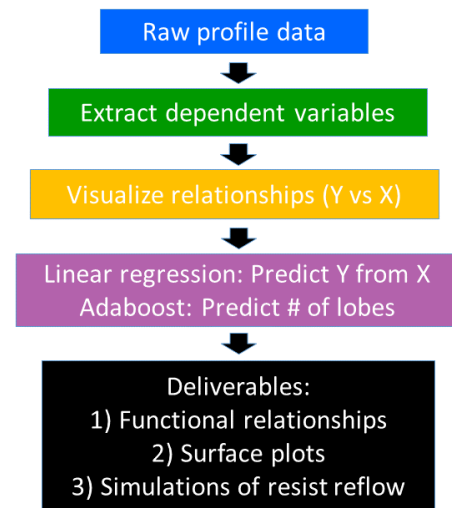 Raw profile data
Extract dependent variables
Visualize relationships (Y vs X)
Linear regression: Predict Y from X
Adaboost: Predict # of lobes
Deliverables:
1) Functional relationships
2) Surface plots
3) Simulations of resist reflow